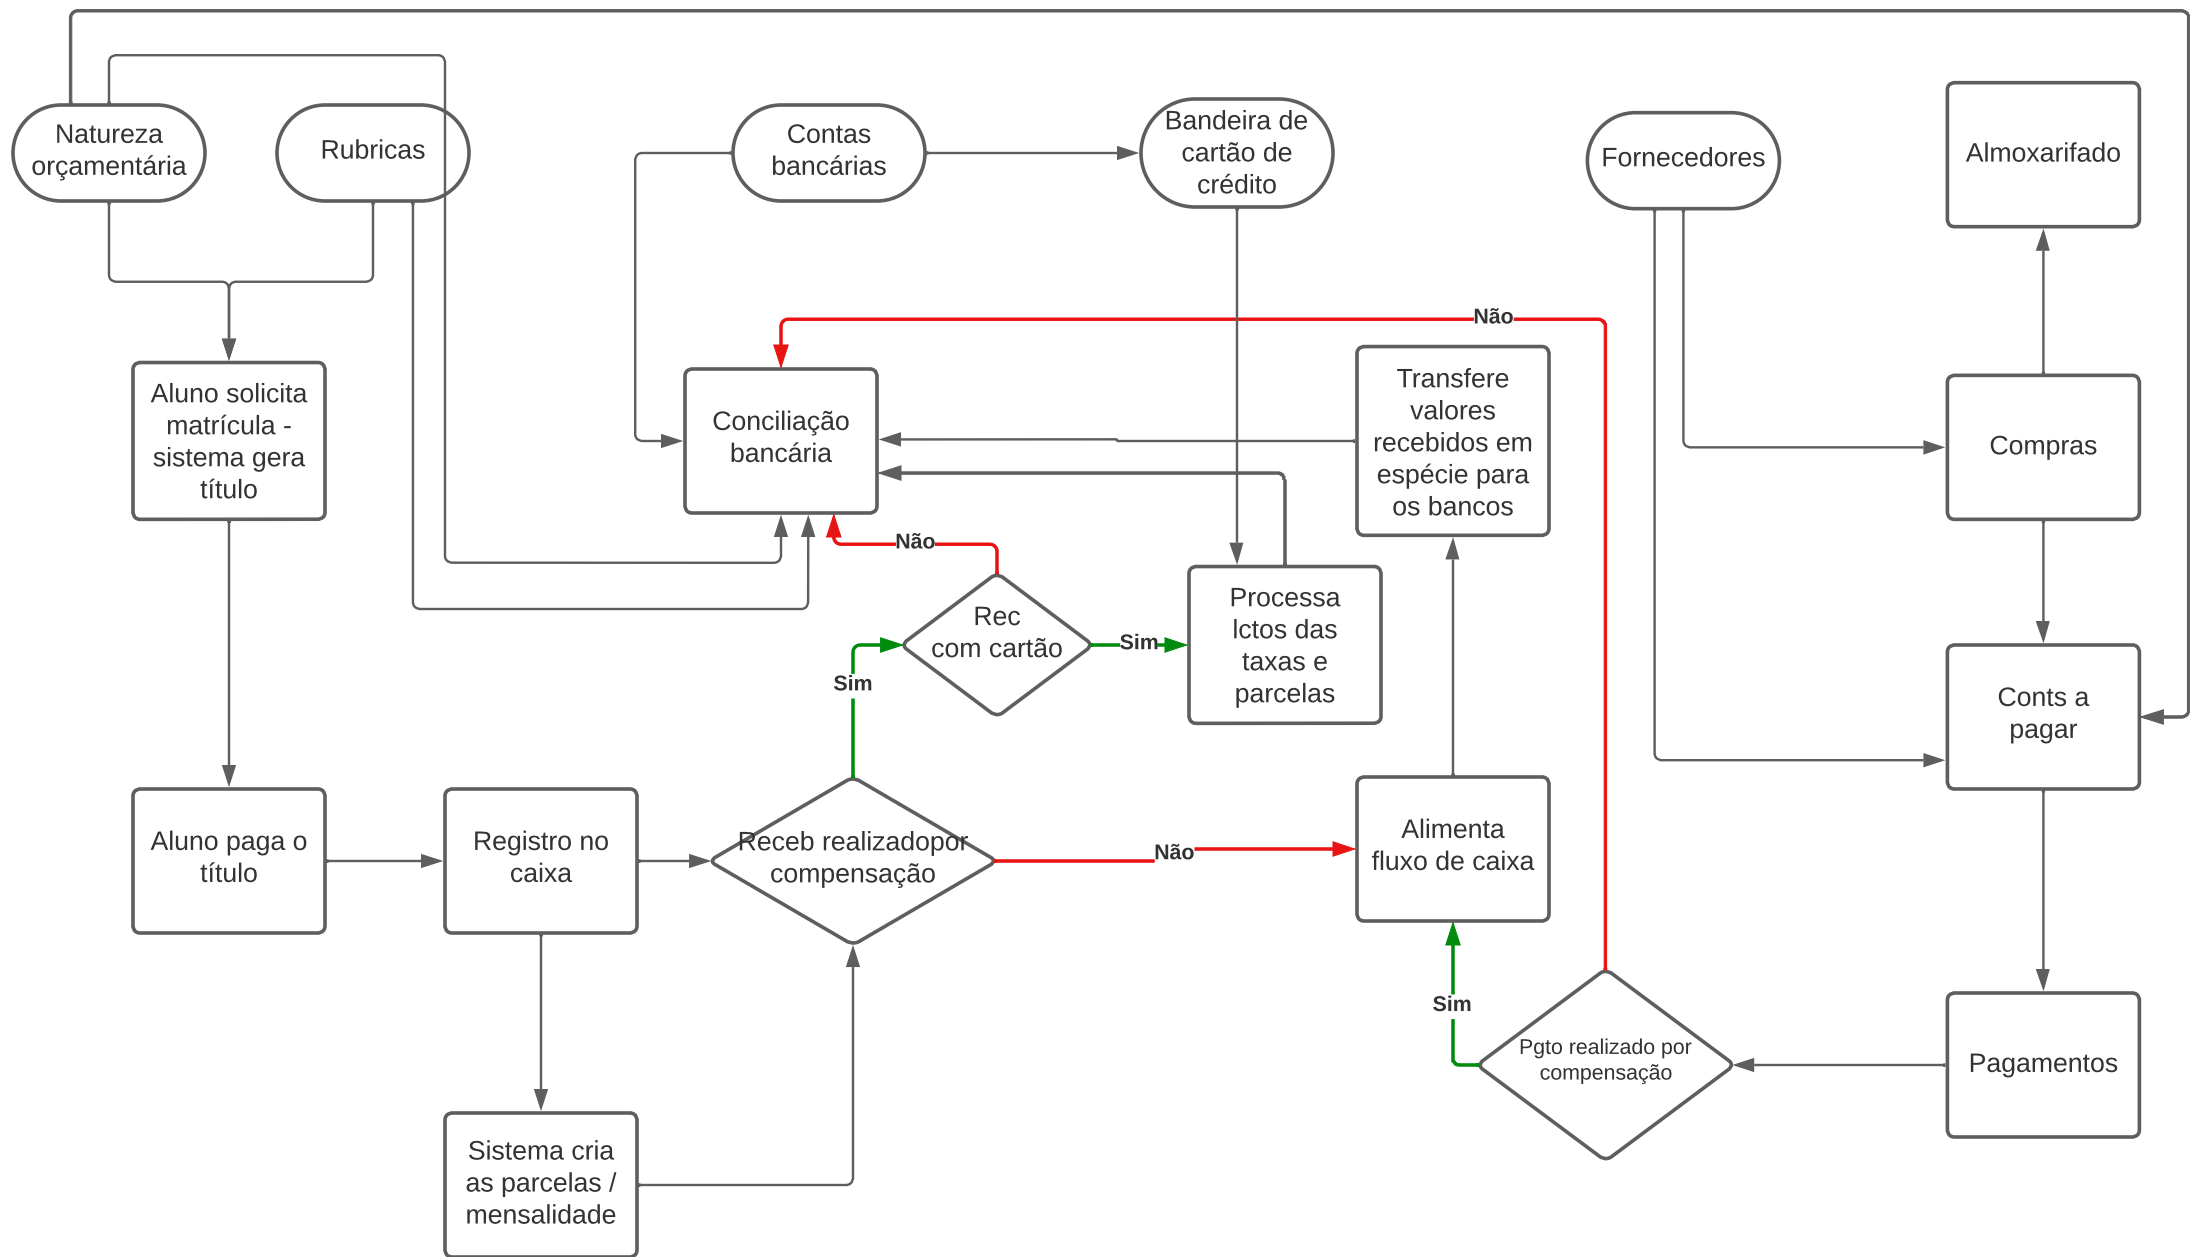 Natureza
orçamentária
Rubricas
Contas
bancárias
Bandeira de
cartão de
crédito
Fornecedores
Almoxarifado
Não
Aluno solicita
matrícula -
sistema gera
título
Conciliação
bancária
Transfere
valores
recebidos em
espécie para
os bancos
Compras
Não
Rec
com cartão
Sim
Processa
lctos das
taxas e
parcelas
Sim
Conts a
pagar
Aluno paga o
título
Registro no
caixa
Receb realizadopor
compensação
Não
Alimenta
fluxo de caixa
Sim
Pgto realizado por
compensação
Pagamentos
Sistema cria
as parcelas /
mensalidade